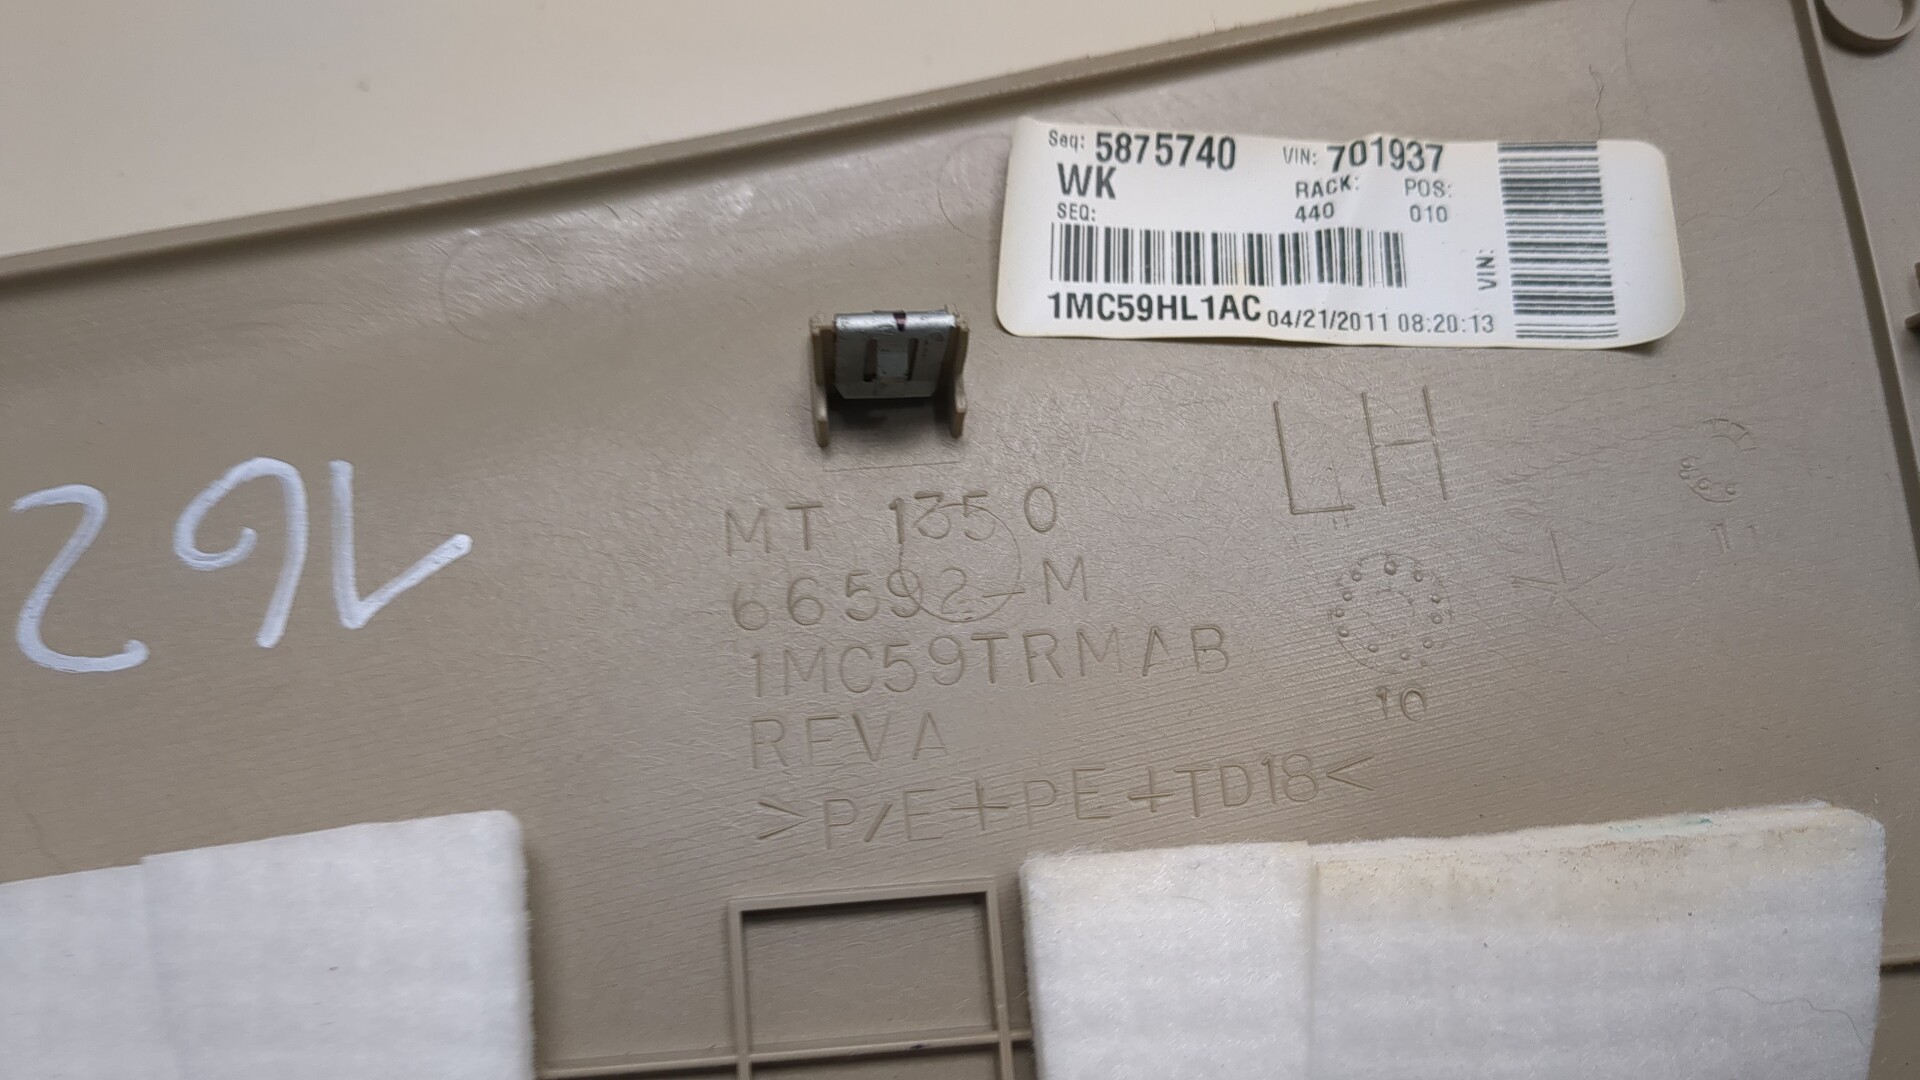 Seq: 5875740 VIN: 701937
WK RACK: POS:
SEQ: 440 010
VIN:
1MC59HL1AC 04/21/2011 08:20:13
LH
MT 1350
66592-M
1MC59TRMAB
REVA
>P/E+PE+TD18<
10
11
162